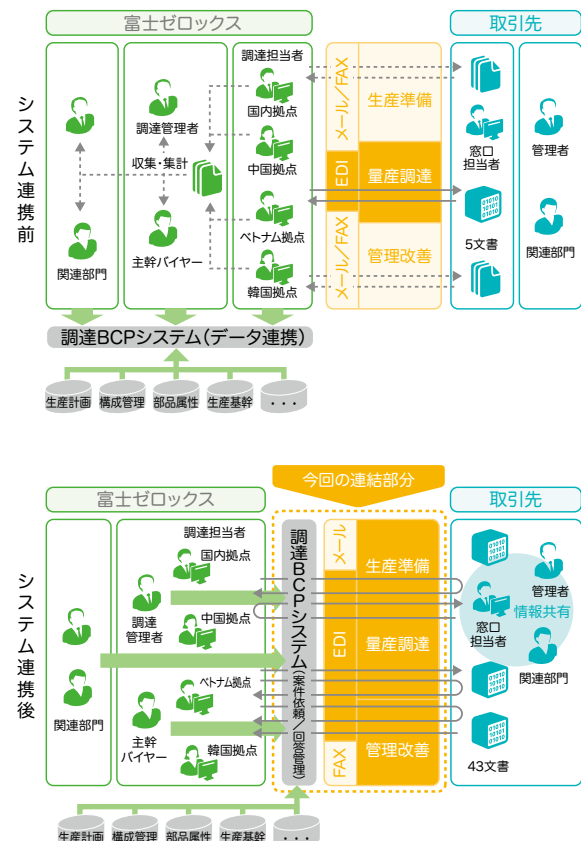 富士ゼロックス
取引先
システム連携前
調達担当者
調達管理者
収集・集計
国内拠点
中国拠点
ベトナム拠点
韓国拠点
関連部門
主幹バイヤー
メール/FAX
EDI
メール/FAX
生産準備
量産調達
管理改善
窓口
担当者
管理者
01010
10101
01010
5文書
関連部門
調達BCPシステム(データ連携)
生産計画
構成管理
部品属性
生産基幹
・・・
今回の連結部分
富士ゼロックス
取引先
システム連携後
調達担当者
国内拠点
調達
管理者
中国拠点
ベトナム拠点
関連部門
主幹
バイヤー
韓国拠点
調達BCPシステム(案件依頼/回答管理)
メール
EDI
FAX
生産準備
量産調達
管理改善
01010
10101
01010
管理者
情報共有
窓口
担当者
関連部門
01010
10101
01010
01010
10101
01010
43文書
生産計画
構成管理
部品属性
生産基幹
・・・